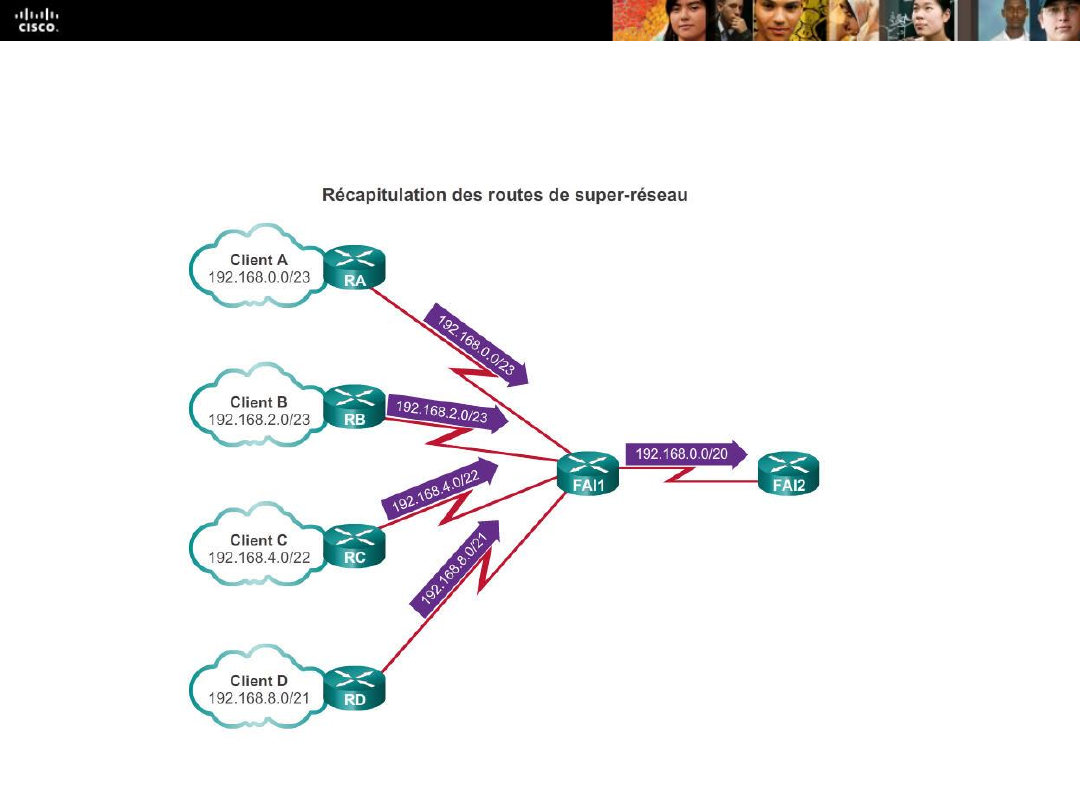 CISCO.
Récapitulation des routes de super-réseau
Client A
192.168.0.0/23
RA
192.168.0.0/23
Client B
192.168.2.0/23
RB
192.168.2.0/23
192.168.0.0/20
FAI1
FAI2
192.168.4.0/22
Client C
192.168.4.0/22
RC
192.168.8.0/21
Client D
192.168.8.0/21
RD